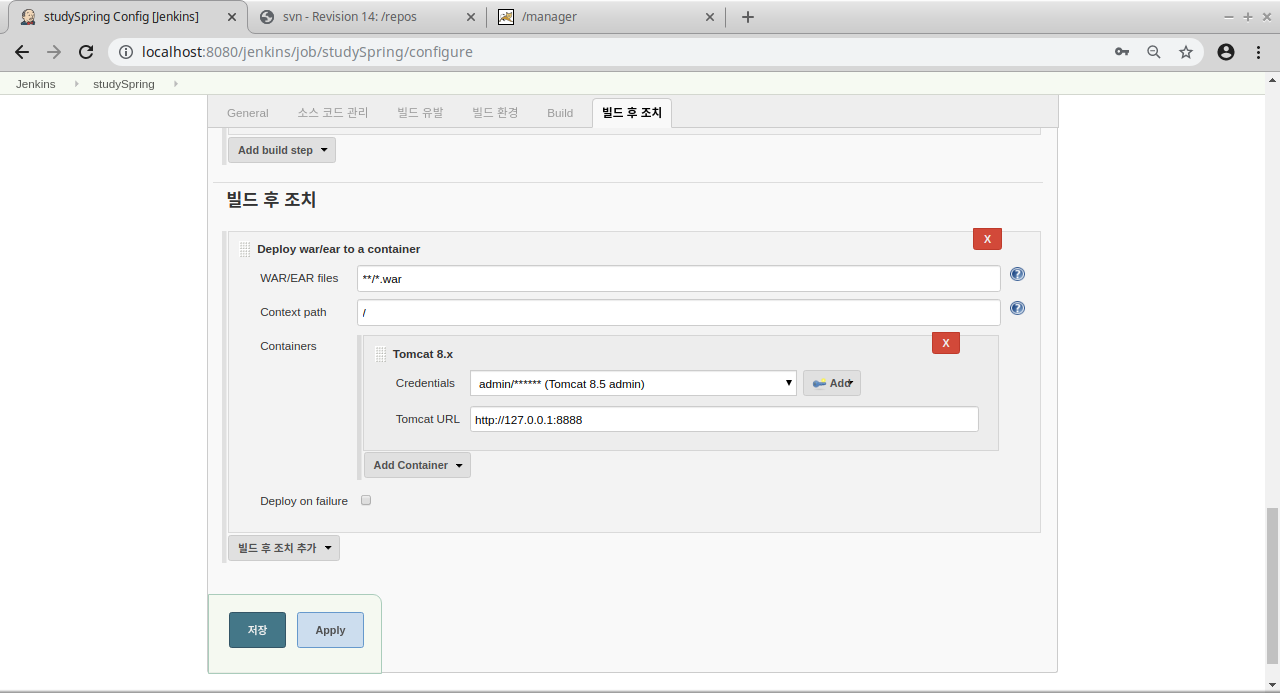 studySpring Config [Jenkins]
svn - Revision 14: /repos
/manager
localhost:8080/jenkins/job/studySpring/configure
Jenkins
studySpring
General
소스 코드 관리
빌드 유발
빌드 환경
Build
빌드 후 조치
Add build step
빌드 후 조치
Deploy war/ear to a container
X
WAR/EAR files
**/*.war
Context path
/
Containers
Tomcat 8.x
X
Credentials
admin/****** (Tomcat 8.5 admin)
Add
Tomcat URL
http://127.0.0.1:8888
Add Container
Deploy on failure
빌드 후 조치 추가
저장
Apply